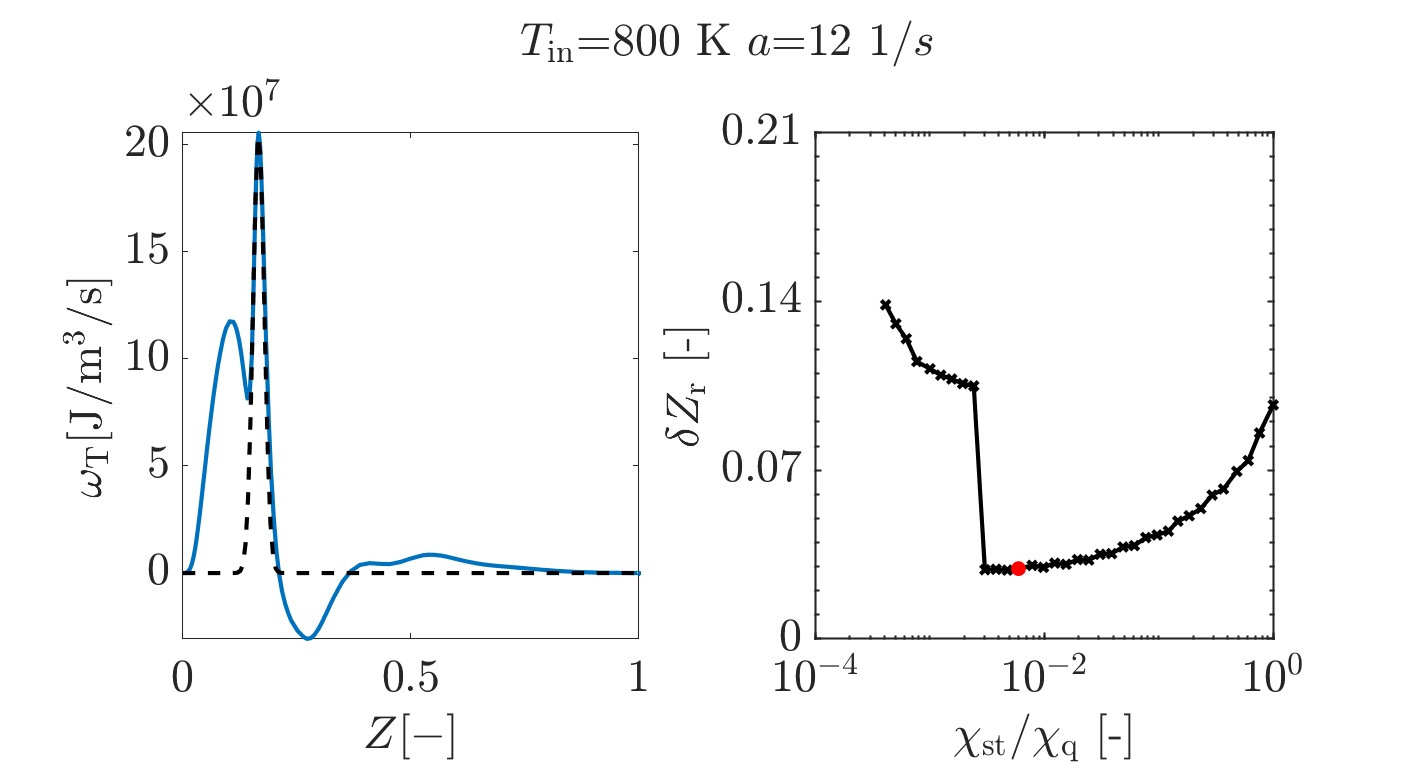 T_in=800 K a=12 1/s
×10^7
20
15
10
5
0
ω_T[J/m^3/s]
0 0.5 1
Z[−]
0.21
0.14
0.07
0
δZ_r [-]
10^−4 10^−2 10^0
χ_st/χ_q [-]